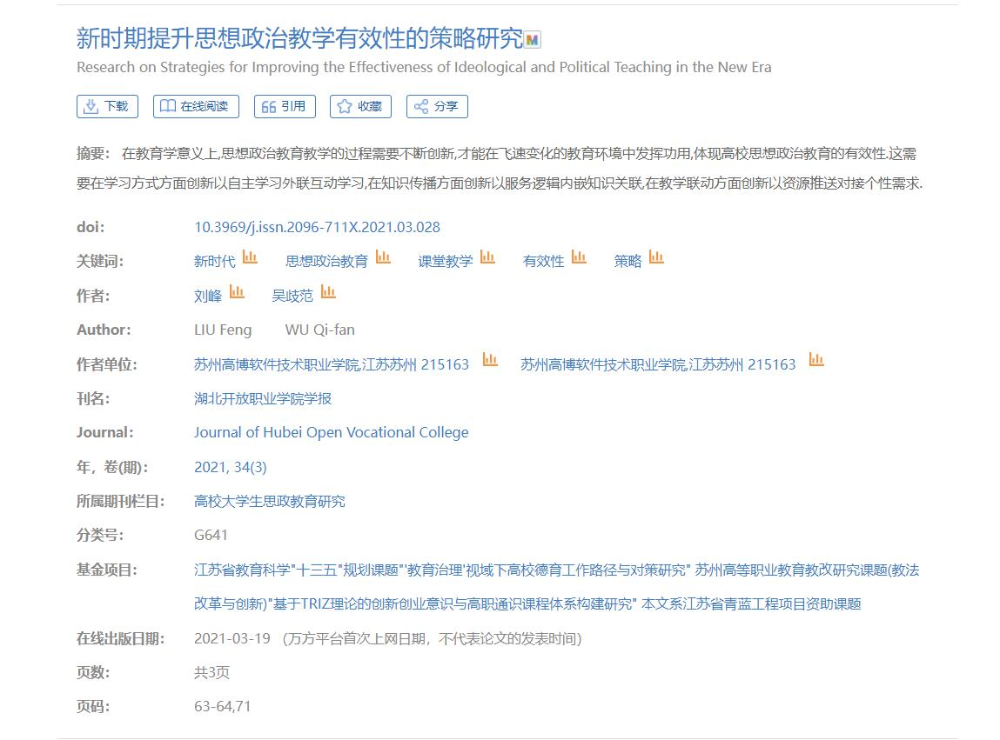 新时期提升思想政治教学有效性的策略研究 M
Research on Strategies for Improving the Effectiveness of Ideological and Political Teaching in the New Era
下载 在线阅读 引用 收藏 分享
摘要: 在教育学意义上,思想政治教育教学的过程需要不断创新,才能在飞速变化的教育环境中发挥功用,体现高校思想政治教育的有效性.这需
要在学习方式方面创新以自主学习外联互动学习,在知识传播方面创新以服务逻辑内嵌知识关联,在教学联动方面创新以资源推送对接个性需求.
doi: 10.3969/j.issn.2096-711X.2021.03.028
关键词: 新时代 思想政治教育 课堂教学 有效性 策略
作者: 刘峰 吴歧范
Author: LIU Feng WU Qi-fan
作者单位: 苏州高博软件技术职业学院,江苏苏州 215163 苏州高博软件技术职业学院,江苏苏州 215163
刊名: 湖北开放职业学院学报
Journal: Journal of Hubei Open Vocational College
年，卷(期): 2021, 34(3)
所属期刊栏目: 高校大学生思政教育研究
分类号: G641
基金项目: 江苏省教育科学"十三五"规划课题"'教育治理'视域下高校德育工作路径与对策研究" 苏州高等职业教育教改研究课题(教法
改革与创新)"基于TRIZ理论的创新创业意识与高职通识课程体系构建研究" 本文系江苏省青蓝工程项目资助课题
在线出版日期: 2021-03-19 （万方平台首次上网日期，不代表论文的发表时间）
页数: 共3页
页码: 63-64,71